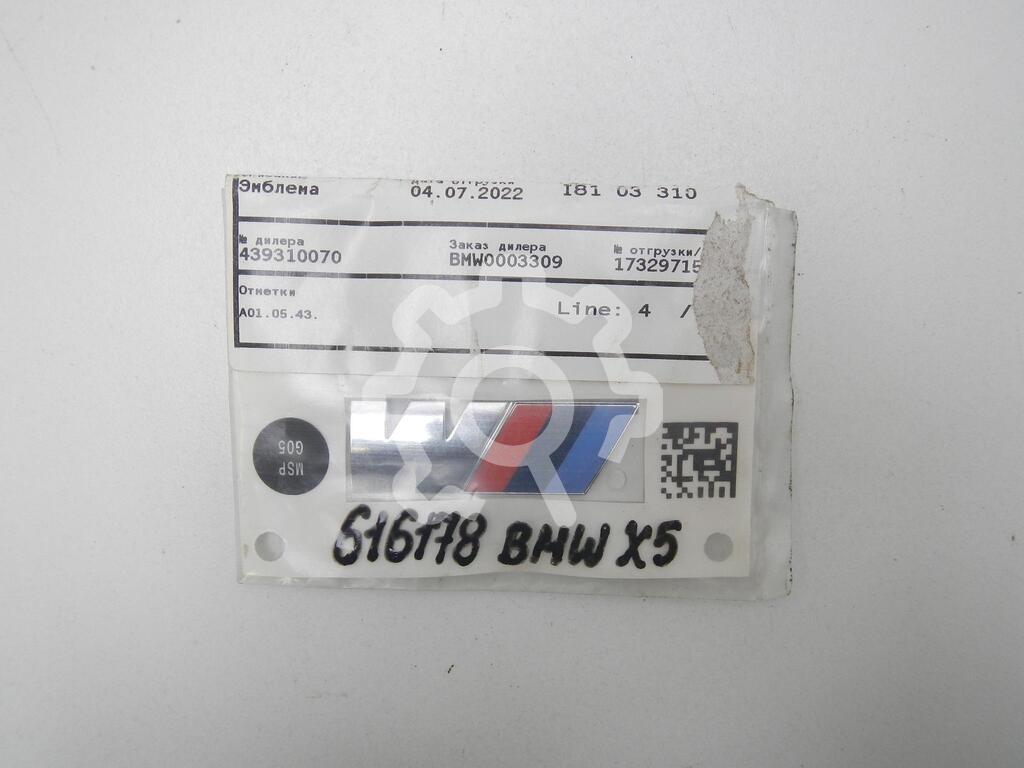 Эмблема 04.07.2022 I81 03 310
№ дилера Заказ дилера № отгрузки/
439310070 BMW0003309 17329715
Отметки Line: 4 /
A01.05.43.
MSP
G05
616178 BMW X5